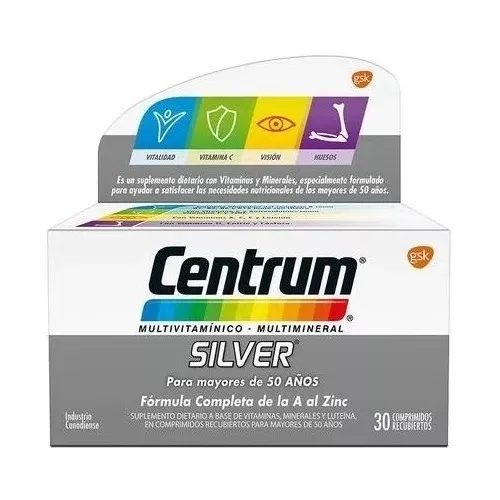 gsk
VITALIDAD
VITAMINA C
VISIÓN
HUESOS
Es un suplemento dietario con Vitaminas y Minerales, especialmente formulado
para ayudar a satisfacer las necesidades nutricionales de los mayores de 50 años.
Con Vitaminas A, C, E y Luteína
Centrum®
gsk
MULTIVITAMÍNICO - MULTIMINERAL
SILVER®
Para mayores de 50 AÑOS
Fórmula Completa de la A al Zinc
Industria
Canadiense
SUPLEMENTO DIETARIO A BASE DE VITAMINAS, MINERALES Y LUTEÍNA,
EN COMPRIMIDOS RECUBIERTOS PARA MAYORES DE 50 AÑOS.
30 COMPRIMIDOS
RECUBIERTOS